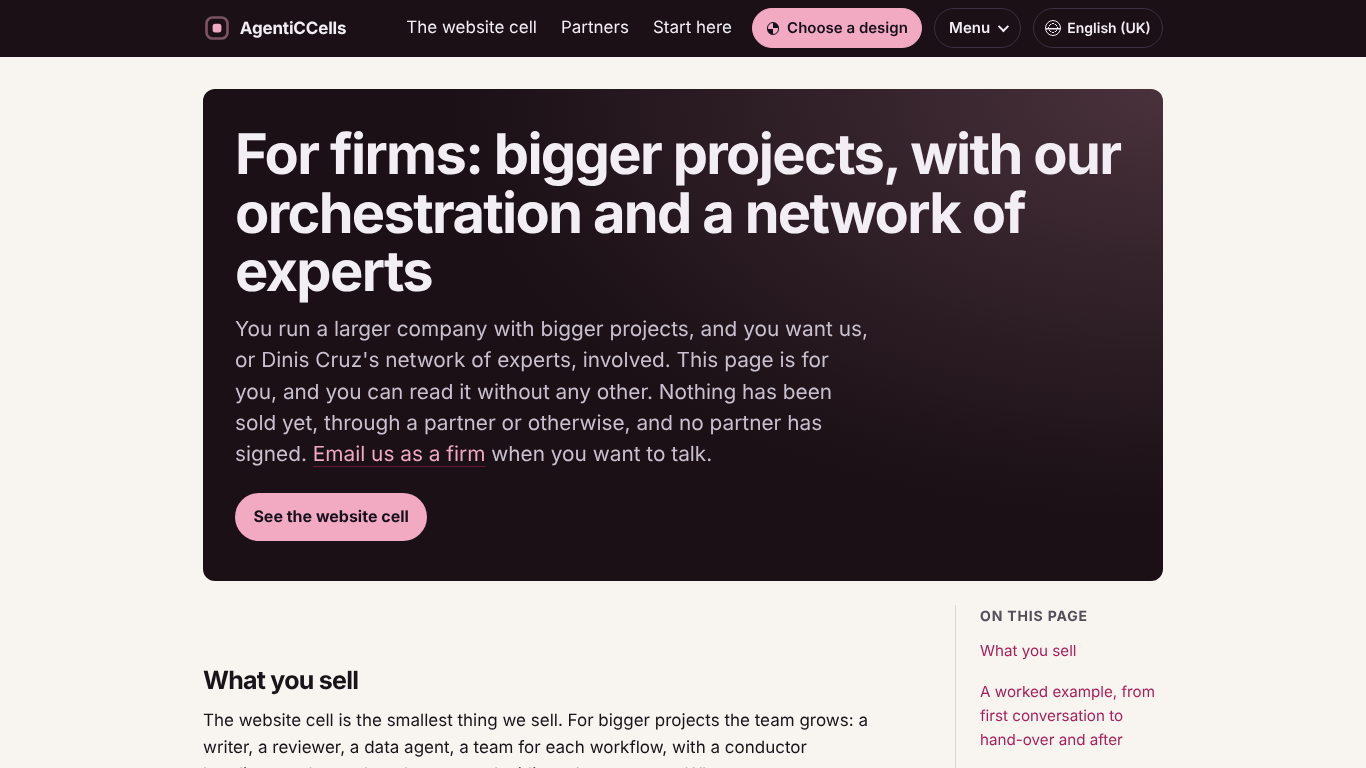 AgentiCCells
The website cell
Partners
Start here
Choose a design
Menu
English (UK)
For firms: bigger projects, with our
orchestration and a network of
experts
You run a larger company with bigger projects, and you want us,
or Dinis Cruz's network of experts, involved. This page is for
you, and you can read it without any other. Nothing has been
sold yet, through a partner or otherwise, and no partner has
signed. Email us as a firm when you want to talk.
See the website cell
ON THIS PAGE
What you sell
A worked example, from
first conversation to
hand-over and after
What you sell
The website cell is the smallest thing we sell. For bigger projects the team grows: a
writer, a reviewer, a data agent, a team for each workflow, with a conductor